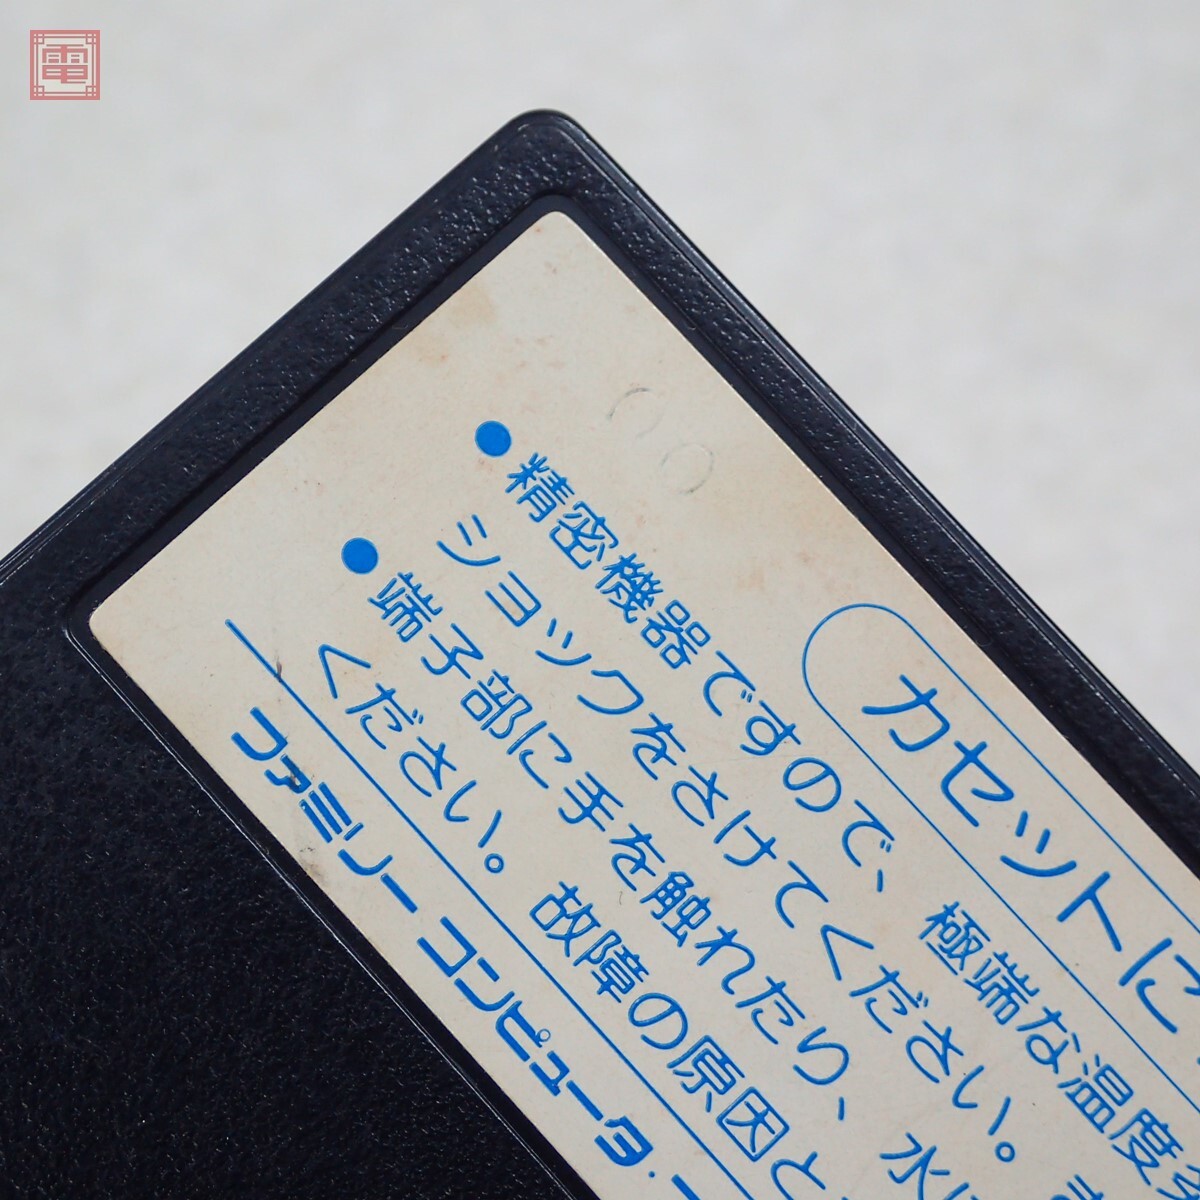 電
カセットに
●精密機器ですので、極端な温度
ショックをさけてください。
●端子部に手を触れたり、水に
ください。故障の原因と
ファミリー コンピュータ
00